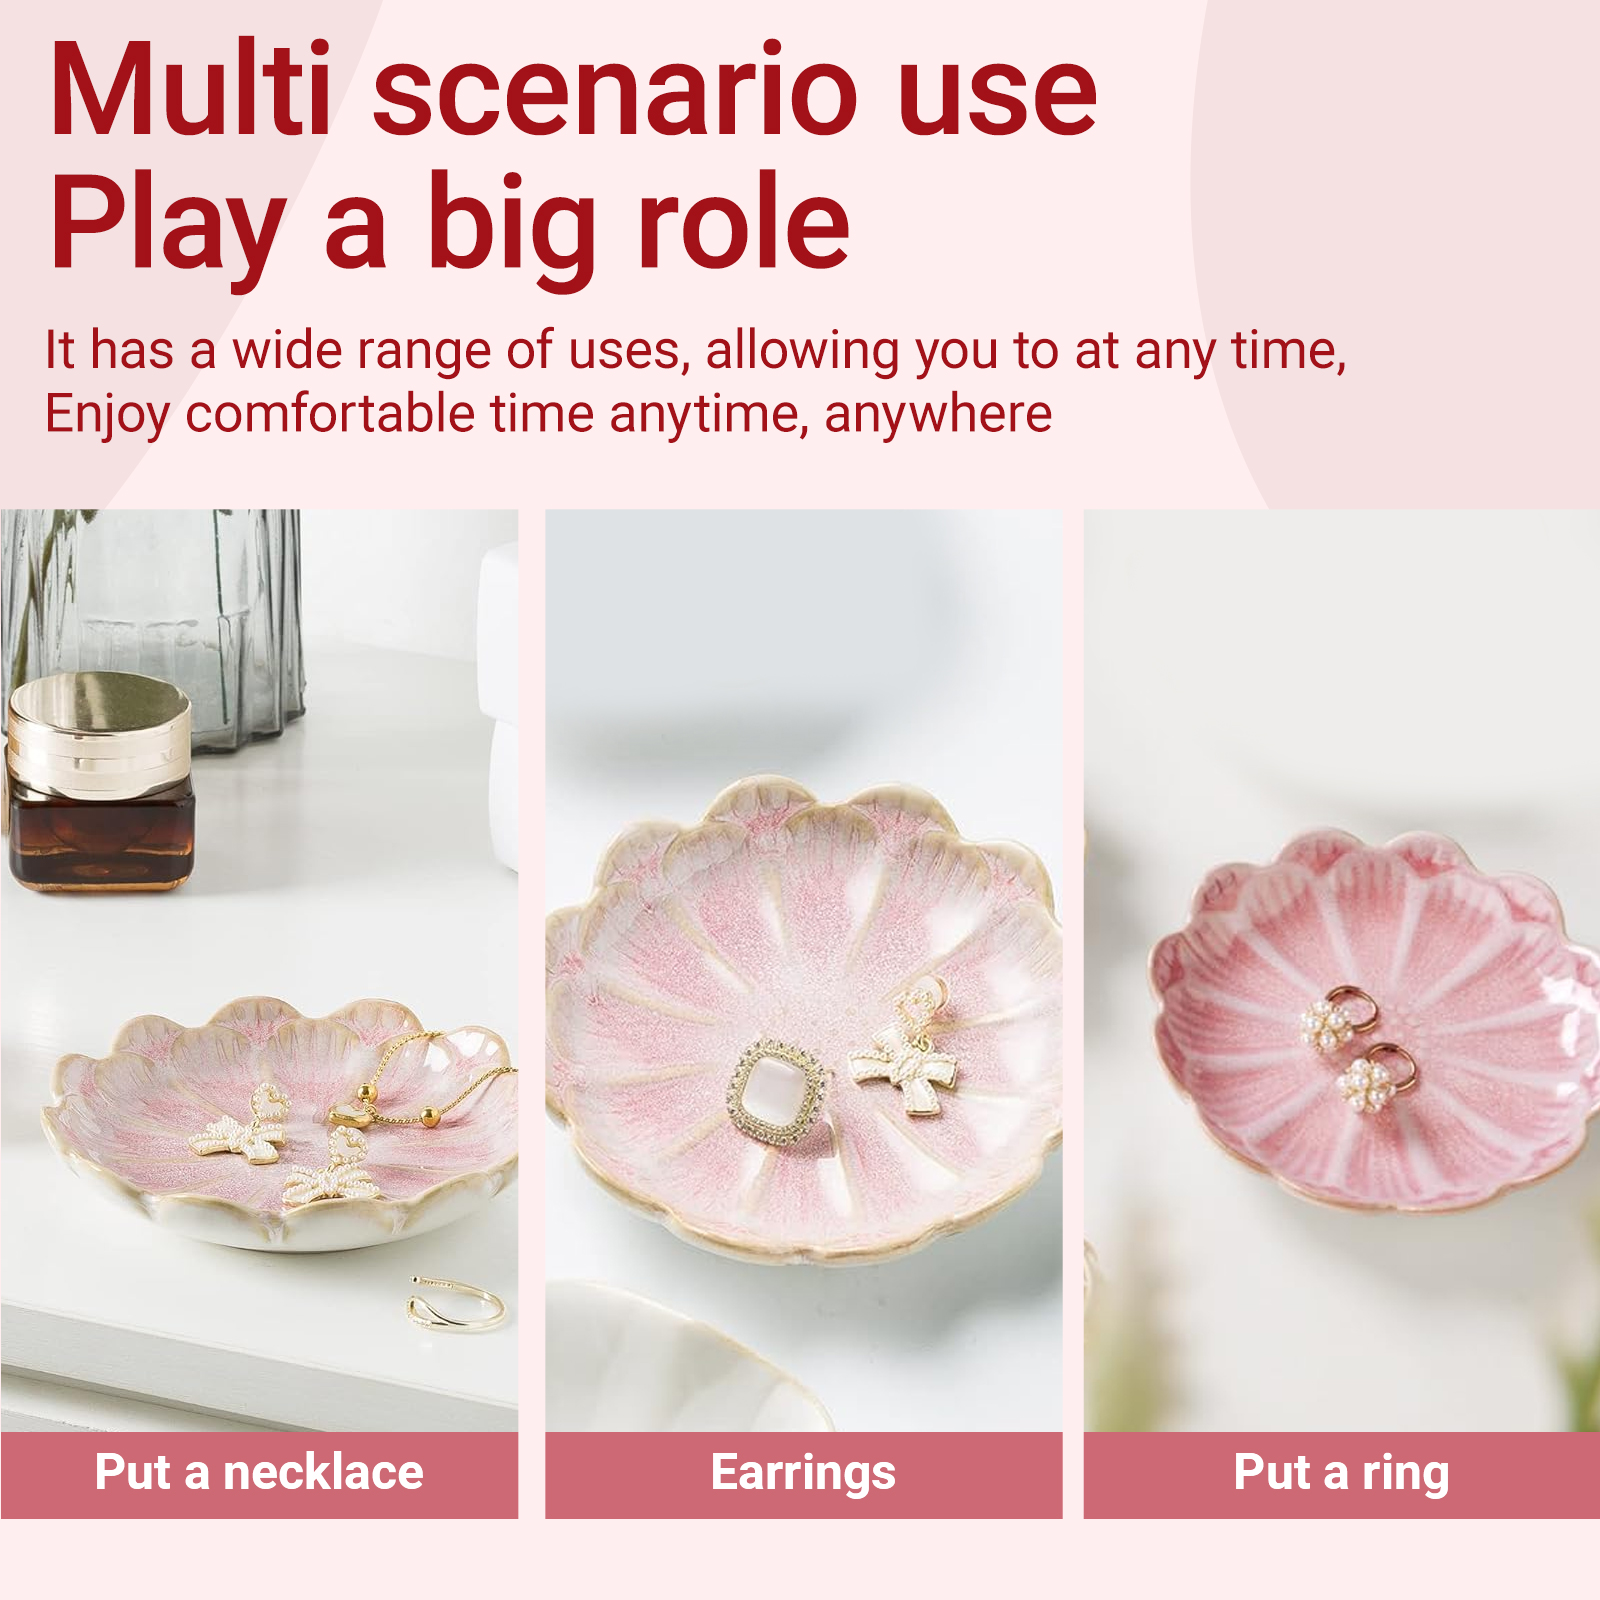 Multi scenario use
Play a big role
It has a wide range of uses, allowing you to at any time,
Enjoy comfortable time anytime, anywhere
Put a necklace
Earrings
Put a ring